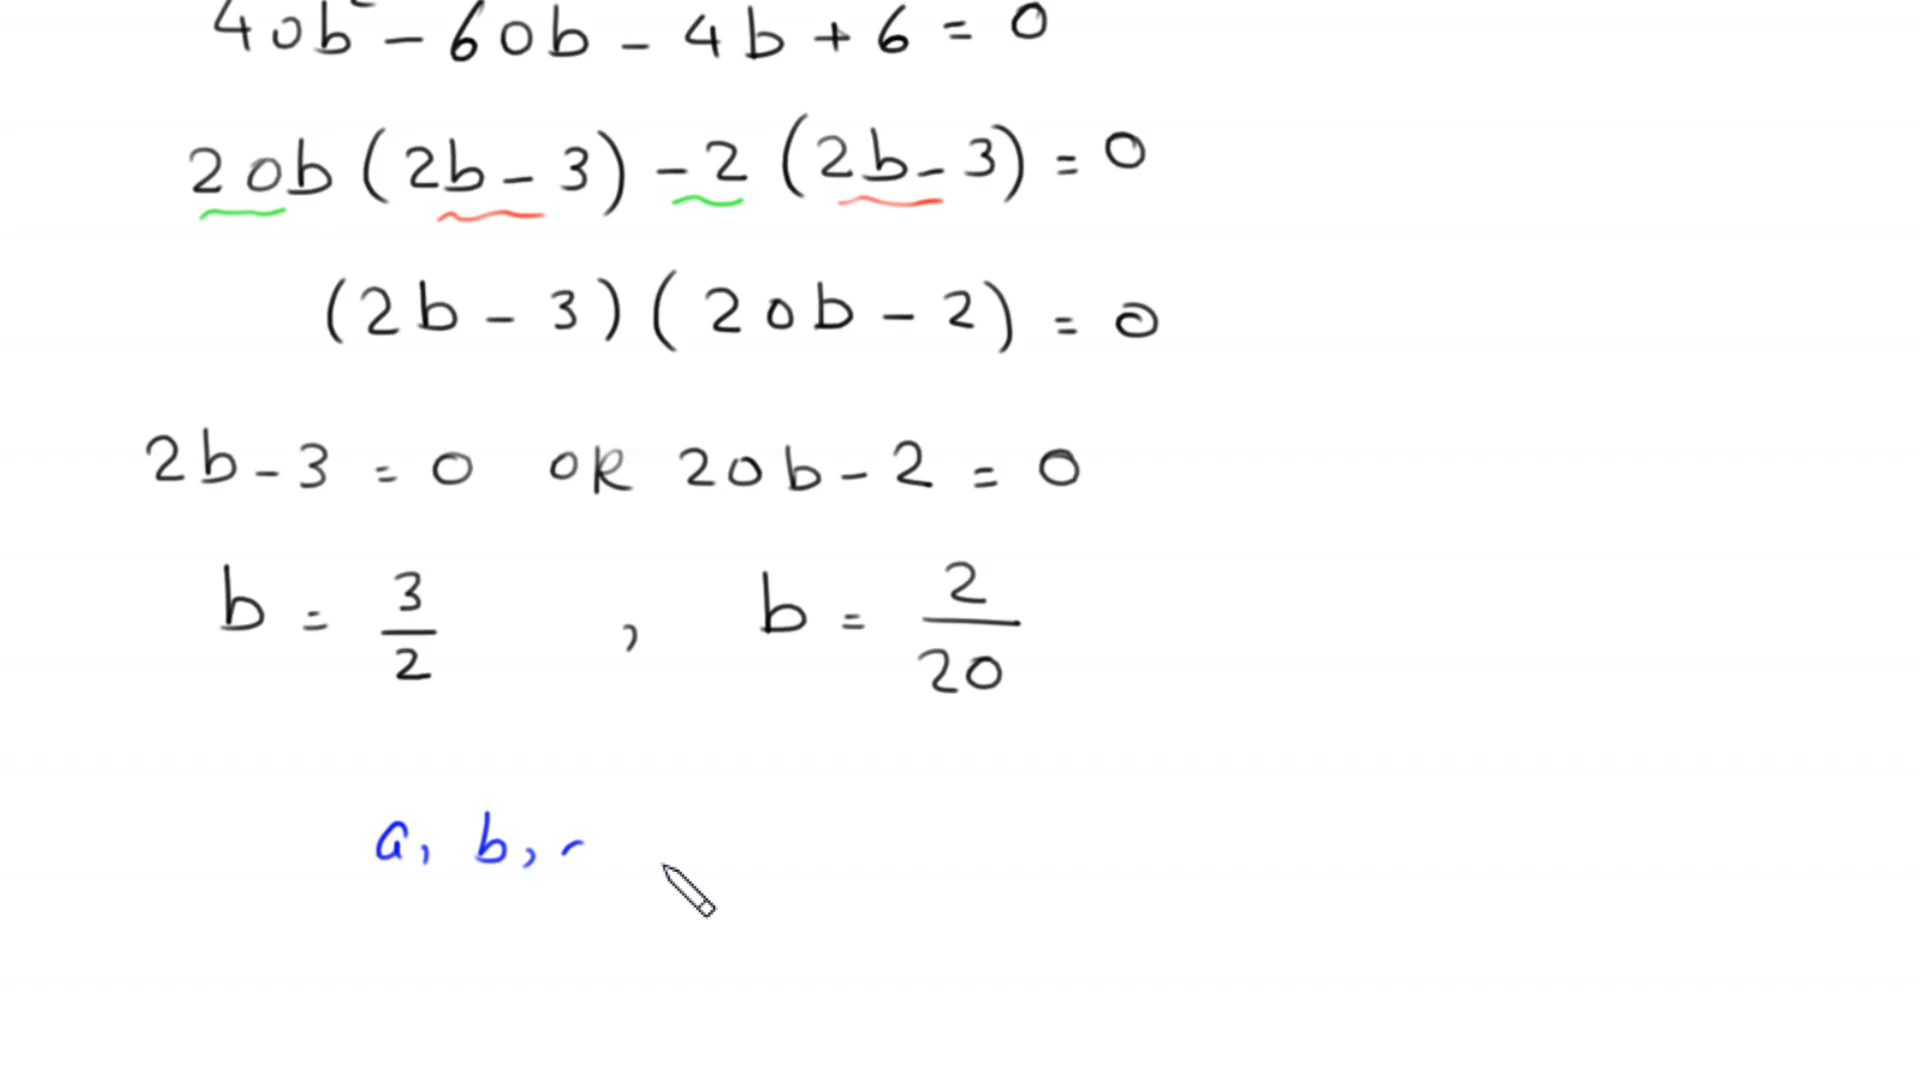 40b² - 60b - 4b + 6 = 0
20b (2b - 3) - 2 (2b - 3) = 0
(2b - 3) (20b - 2) = 0
2b - 3 = 0 OR 20b - 2 = 0
b = 3/2 , b = 2/20
a, b,